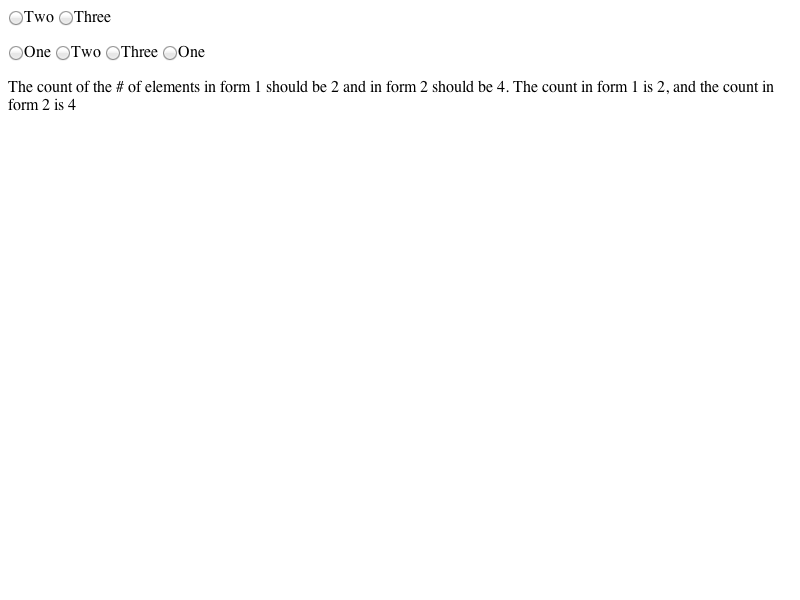 Two Three
One Two Three One
The count of the # of elements in form 1 should be 2 and in form 2 should be 4. The count in form 1 is 2, and the count in
form 2 is 4